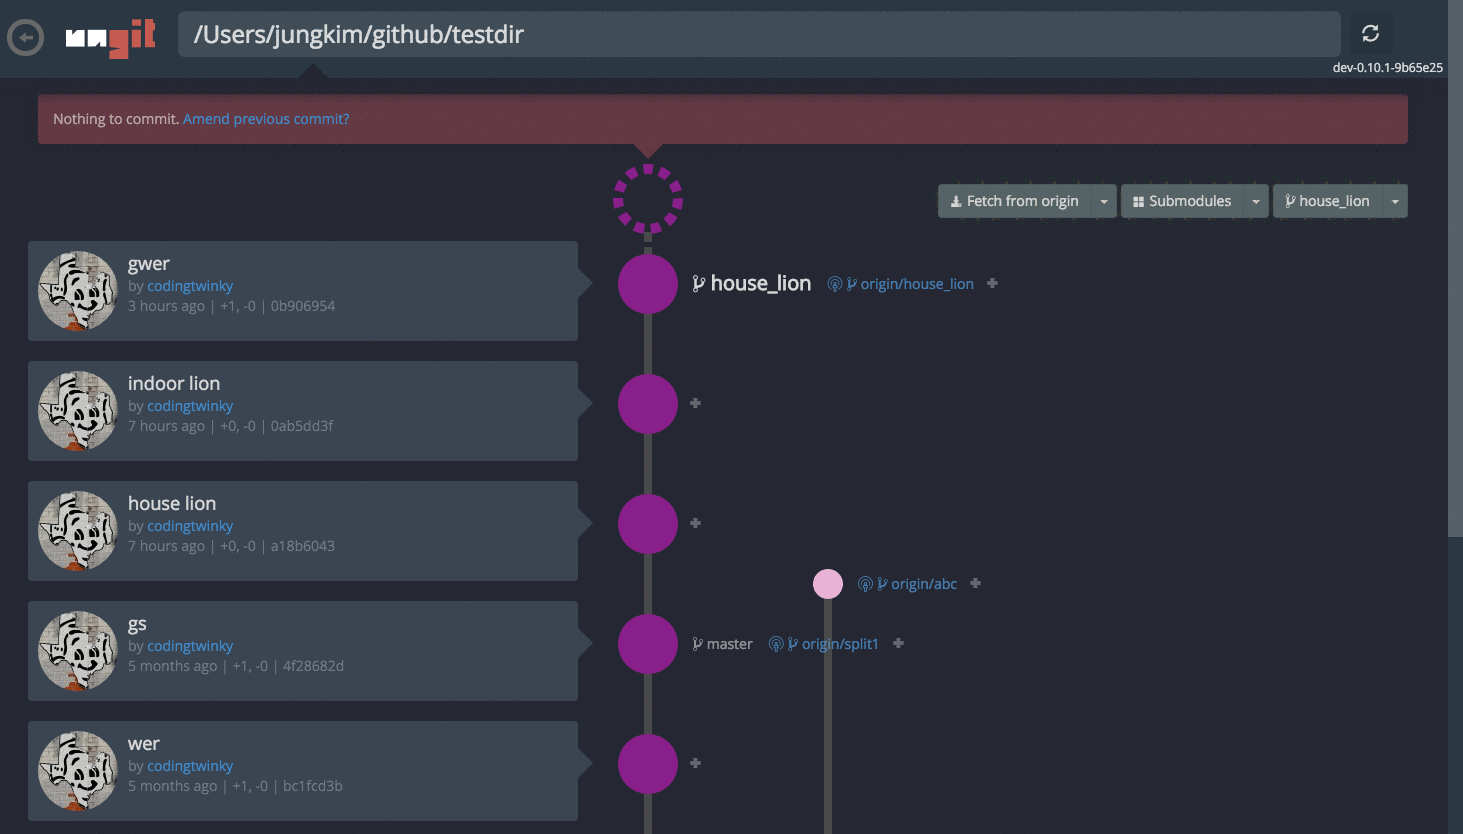 ungit
/Users/jungkim/github/testdir
dev-0.10.1-9b65e25
Nothing to commit. Amend previous commit?
Fetch from origin
Submodules
house_lion
gwer
by codingtwinky
3 hours ago | +1, -0 | 0b906954
house_lion origin/house_lion
indoor lion
by codingtwinky
7 hours ago | +0, -0 | 0ab5dd3f
house lion
by codingtwinky
7 hours ago | +0, -0 | a18b6043
origin/abc
gs
by codingtwinky
5 months ago | +1, -0 | 4f28682d
master origin/split1
wer
by codingtwinky
5 months ago | +1, -0 | bc1fcd3b